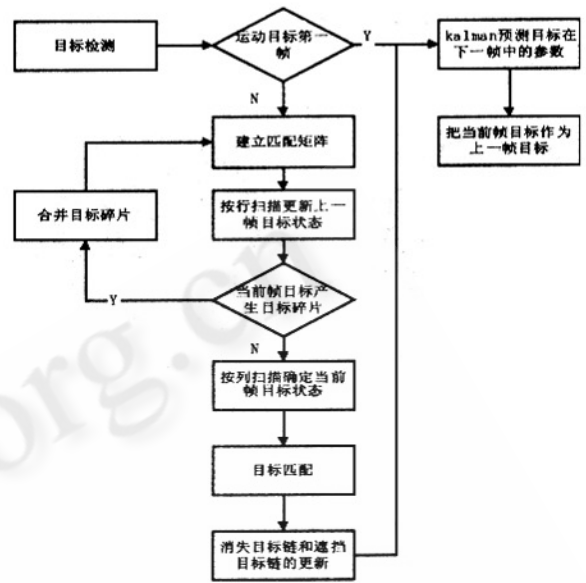 目标检测
运动目标第一
帧
Y
kalman预测目标在
下一帧中的参数
N
建立匹配矩阵
把当前帧目标作为
上一帧目标
合并目标碎片
按行扫描更新上一
帧目标状态
当前帧目标产
生目标碎片
Y
N
按列扫描确定当前
帧目标状态
目标匹配
消失目标链和遮挡
目标链的更新
org.cn